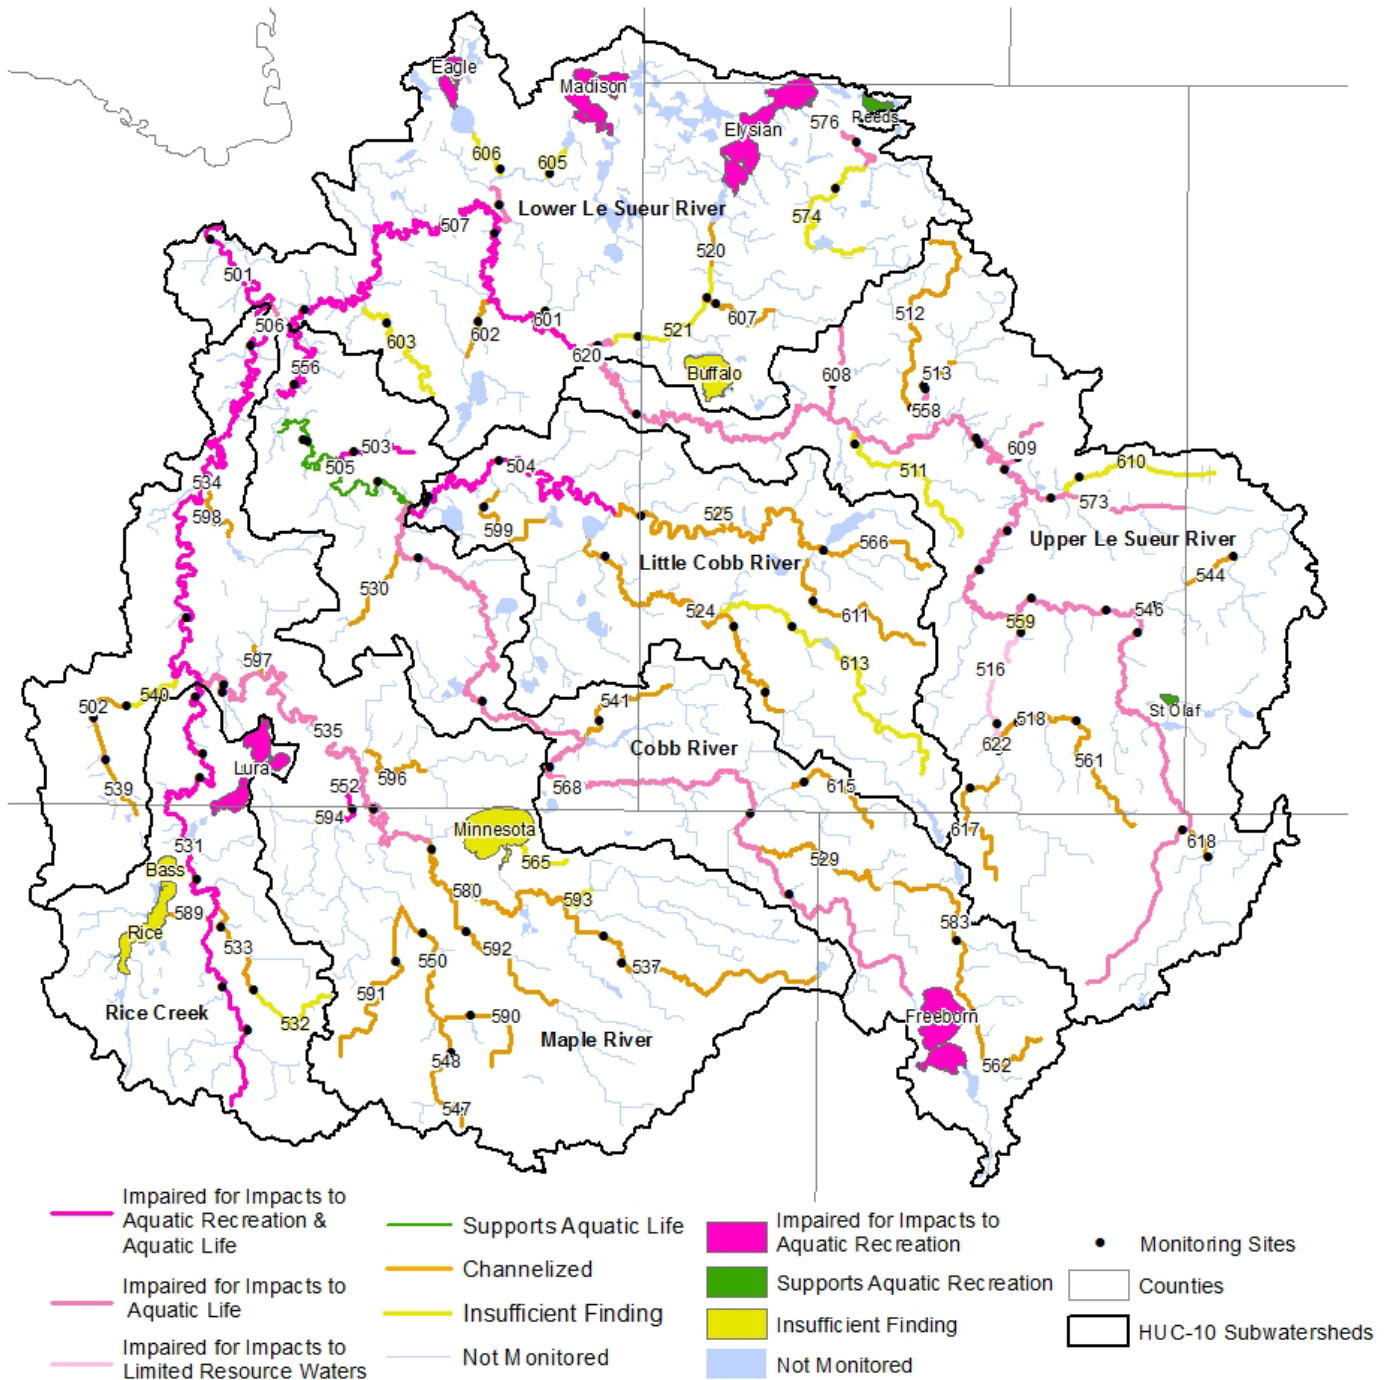 Eagle
Madison
Elysian
576
Reeds
606
605
574
507
Lower Le Sueur River
501
520
506
603
602
601
607
521
512
620
Buffalo
608
513
556
558
503
505
504
609
610
511
573
534
598
599
525
566
Upper Le Sueur River
Little Cobb River
544
530
524
611
559
546
597
613
516
502
540
541
St Olaf
535
Cobb River
622
518
Lura
596
561
552
568
615
539
594
Minnesota
617
531
618
565
529
Bass
580
593
589
583
Rice
533
592
550
537
591
Rice Creek
532
590
Freeborn
Maple River
548
562
547
Impaired for Impacts to
Aquatic Recreation &
Aquatic Life
Impaired for Impacts to
Aquatic Life
Impaired for Impacts to
Limited Resource Waters
Supports Aquatic Life
Channelized
Insufficient Finding
Not Monitored
Impaired for Impacts to
Aquatic Recreation
Supports Aquatic Recreation
Insufficient Finding
Not Monitored
Monitoring Sites
Counties
HUC-10 Subwatersheds